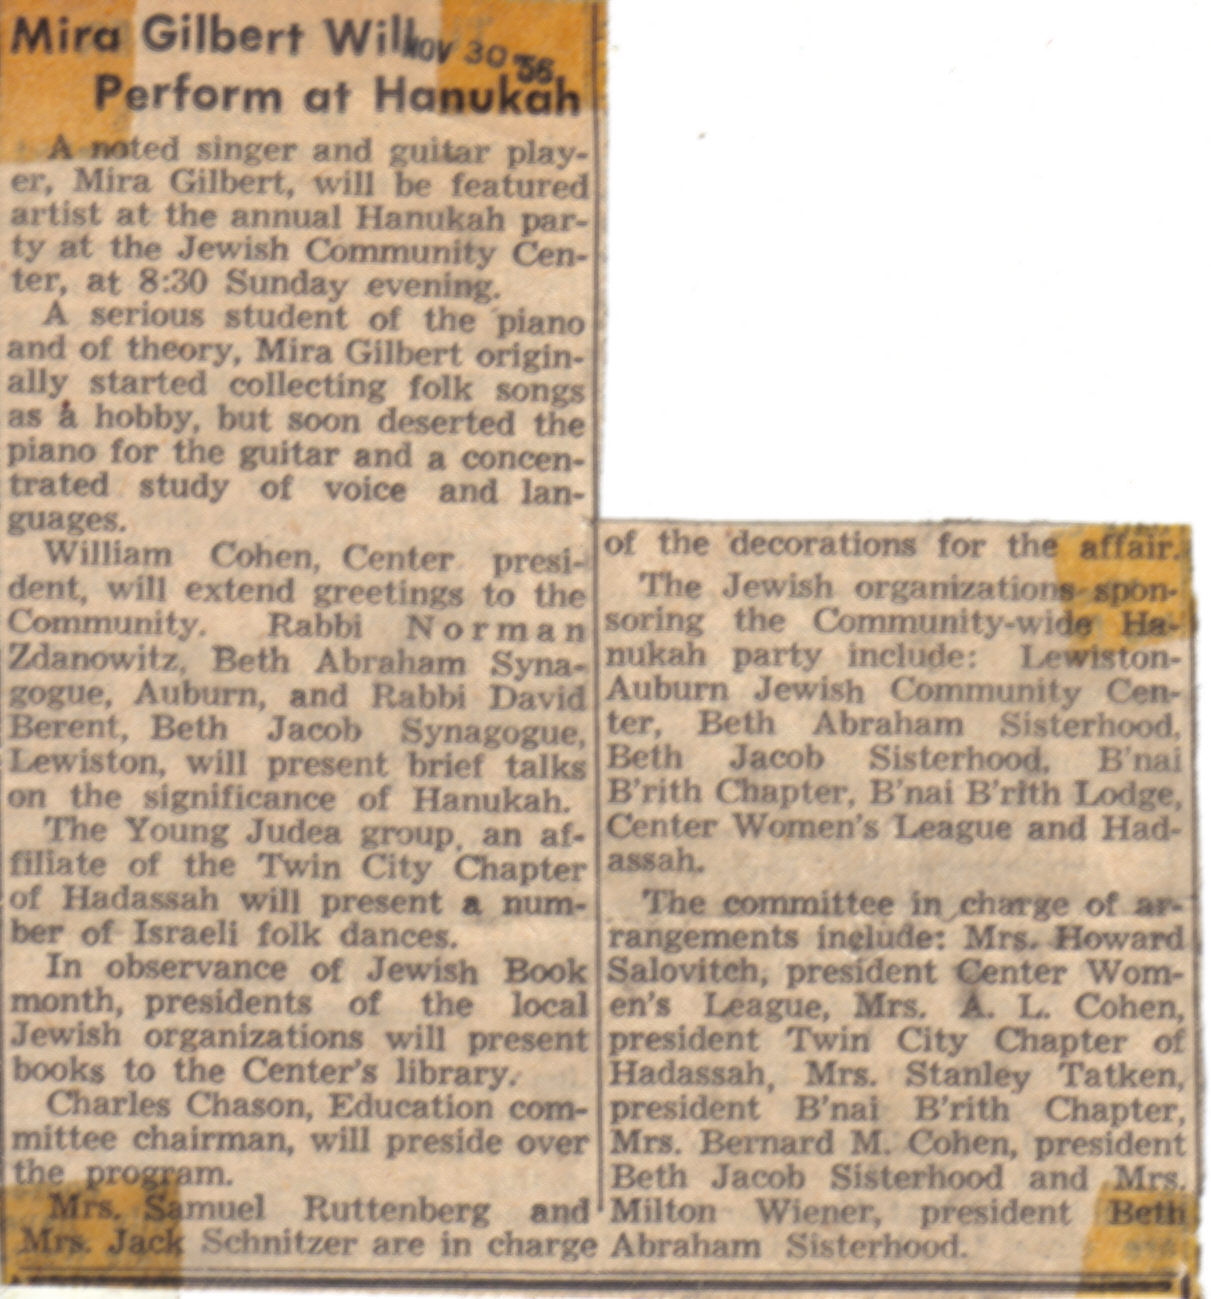 Mira Gilbert Will
NOV 30 '56
Perform at Hanukah
A noted singer and guitar play-
er, Mira Gilbert, will be featured
artist at the annual Hanukah par-
ty at the Jewish Community Cen-
ter, at 8:30 Sunday evening.
A serious student of the piano
and of theory, Mira Gilbert origin-
ally started collecting folk songs
as a hobby, but soon deserted the
piano for the guitar and a concen-
trated study of voice and lan-
guages.
William Cohen, Center presi-
dent, will extend greetings to the
Community. Rabbi Norman
Zdanowitz, Beth Abraham Syna-
gogue, Auburn, and Rabbi David
Berent, Beth Jacob Synagogue,
Lewiston, will present brief talks
on the significance of Hanukah.
The Young Judea group, an af-
filiate of the Twin City Chapter
of Hadassah will present a num-
ber of Israeli folk dances.
In observance of Jewish Book
month, presidents of the local
Jewish organizations will present
books to the Center's library.
Charles Chason, Education com-
mittee chairman, will preside over
the program.
Mrs. Samuel Ruttenberg and
Mrs. Jack Schnitzer are in charge
of the decorations for the affair.
The Jewish organizations spon-
soring the Community-wide Ha-
nukah party include: Lewiston-
Auburn Jewish Community Cen-
ter, Beth Abraham Sisterhood,
Beth Jacob Sisterhood, B'nai
B'rith Chapter, B'nai B'rith Lodge,
Center Women's League and Had-
assah.
The committee in charge of ar-
rangements include: Mrs. Howard
Salovitch, president Center Wom-
en's League, Mrs. A. L. Cohen,
president Twin City Chapter of
Hadassah, Mrs. Stanley Tatken,
president B'nai B'rith Chapter,
Mrs. Bernard M. Cohen, president
Beth Jacob Sisterhood and Mrs.
Milton Wiener, president Beth
Abraham Sisterhood.